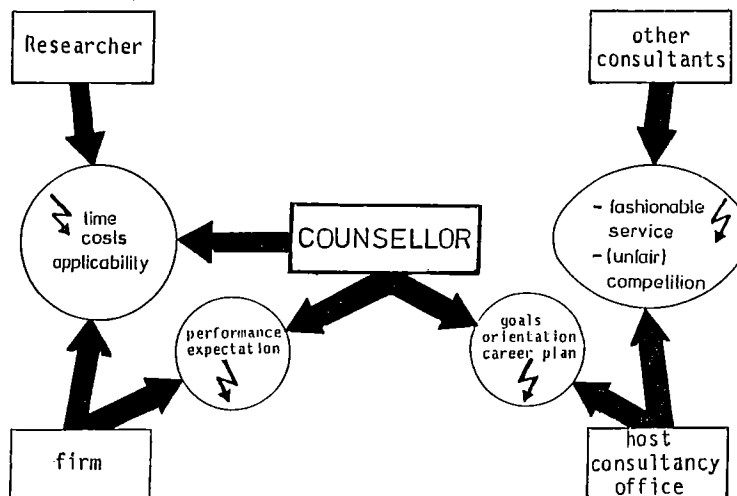 Researcher
other
consultants
time
costs
applicability
COUNSELLOR
- fashionable
service
- (unfair)
competition
performance
expectation
goals
orientation
career plan
firm
host
consultancy
office